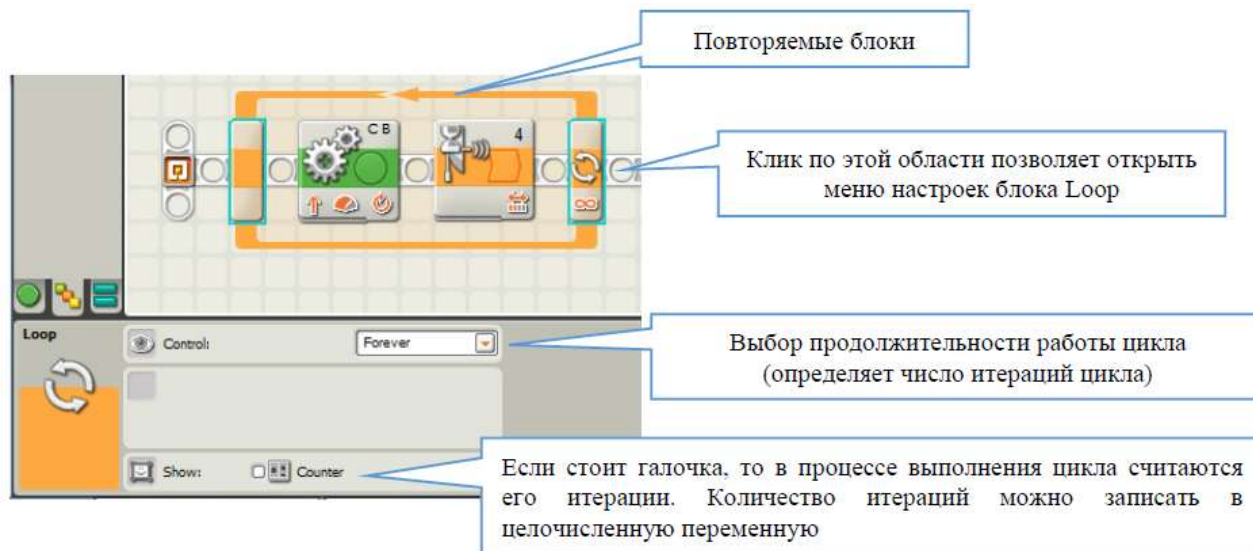 Повторяемые блоки
C B
4
Клик по этой области позволяет открыть
меню настроек блока Loop
Loop
Control:
Forever
Выбор продолжительности работы цикла
(определяет число итераций цикла)
Show:
Counter
Если стоит галочка, то в процессе выполнения цикла считаются
его итерации. Количество итераций можно записать в
целочисленную переменную